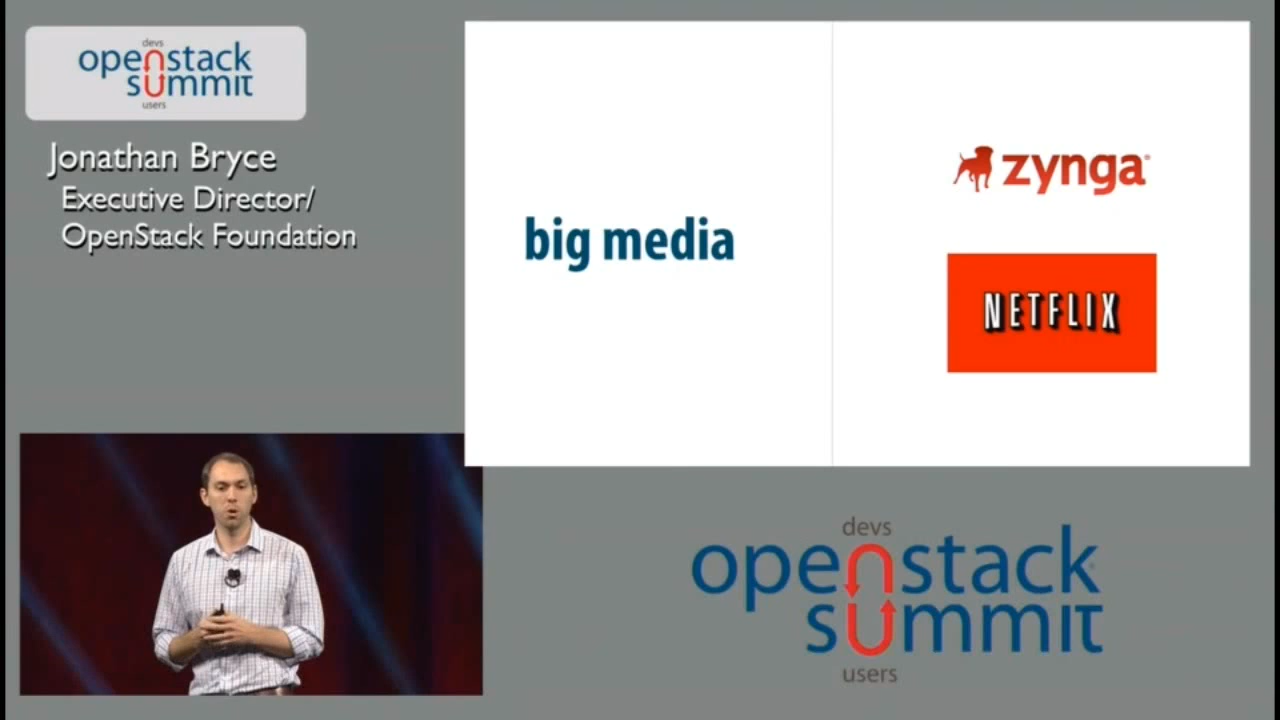 devs
openstack
summit
users
Jonathan Bryce
Executive Director/
OpenStack Foundation
big media
zynga
NETFLIX
devs
openstack
summit
users